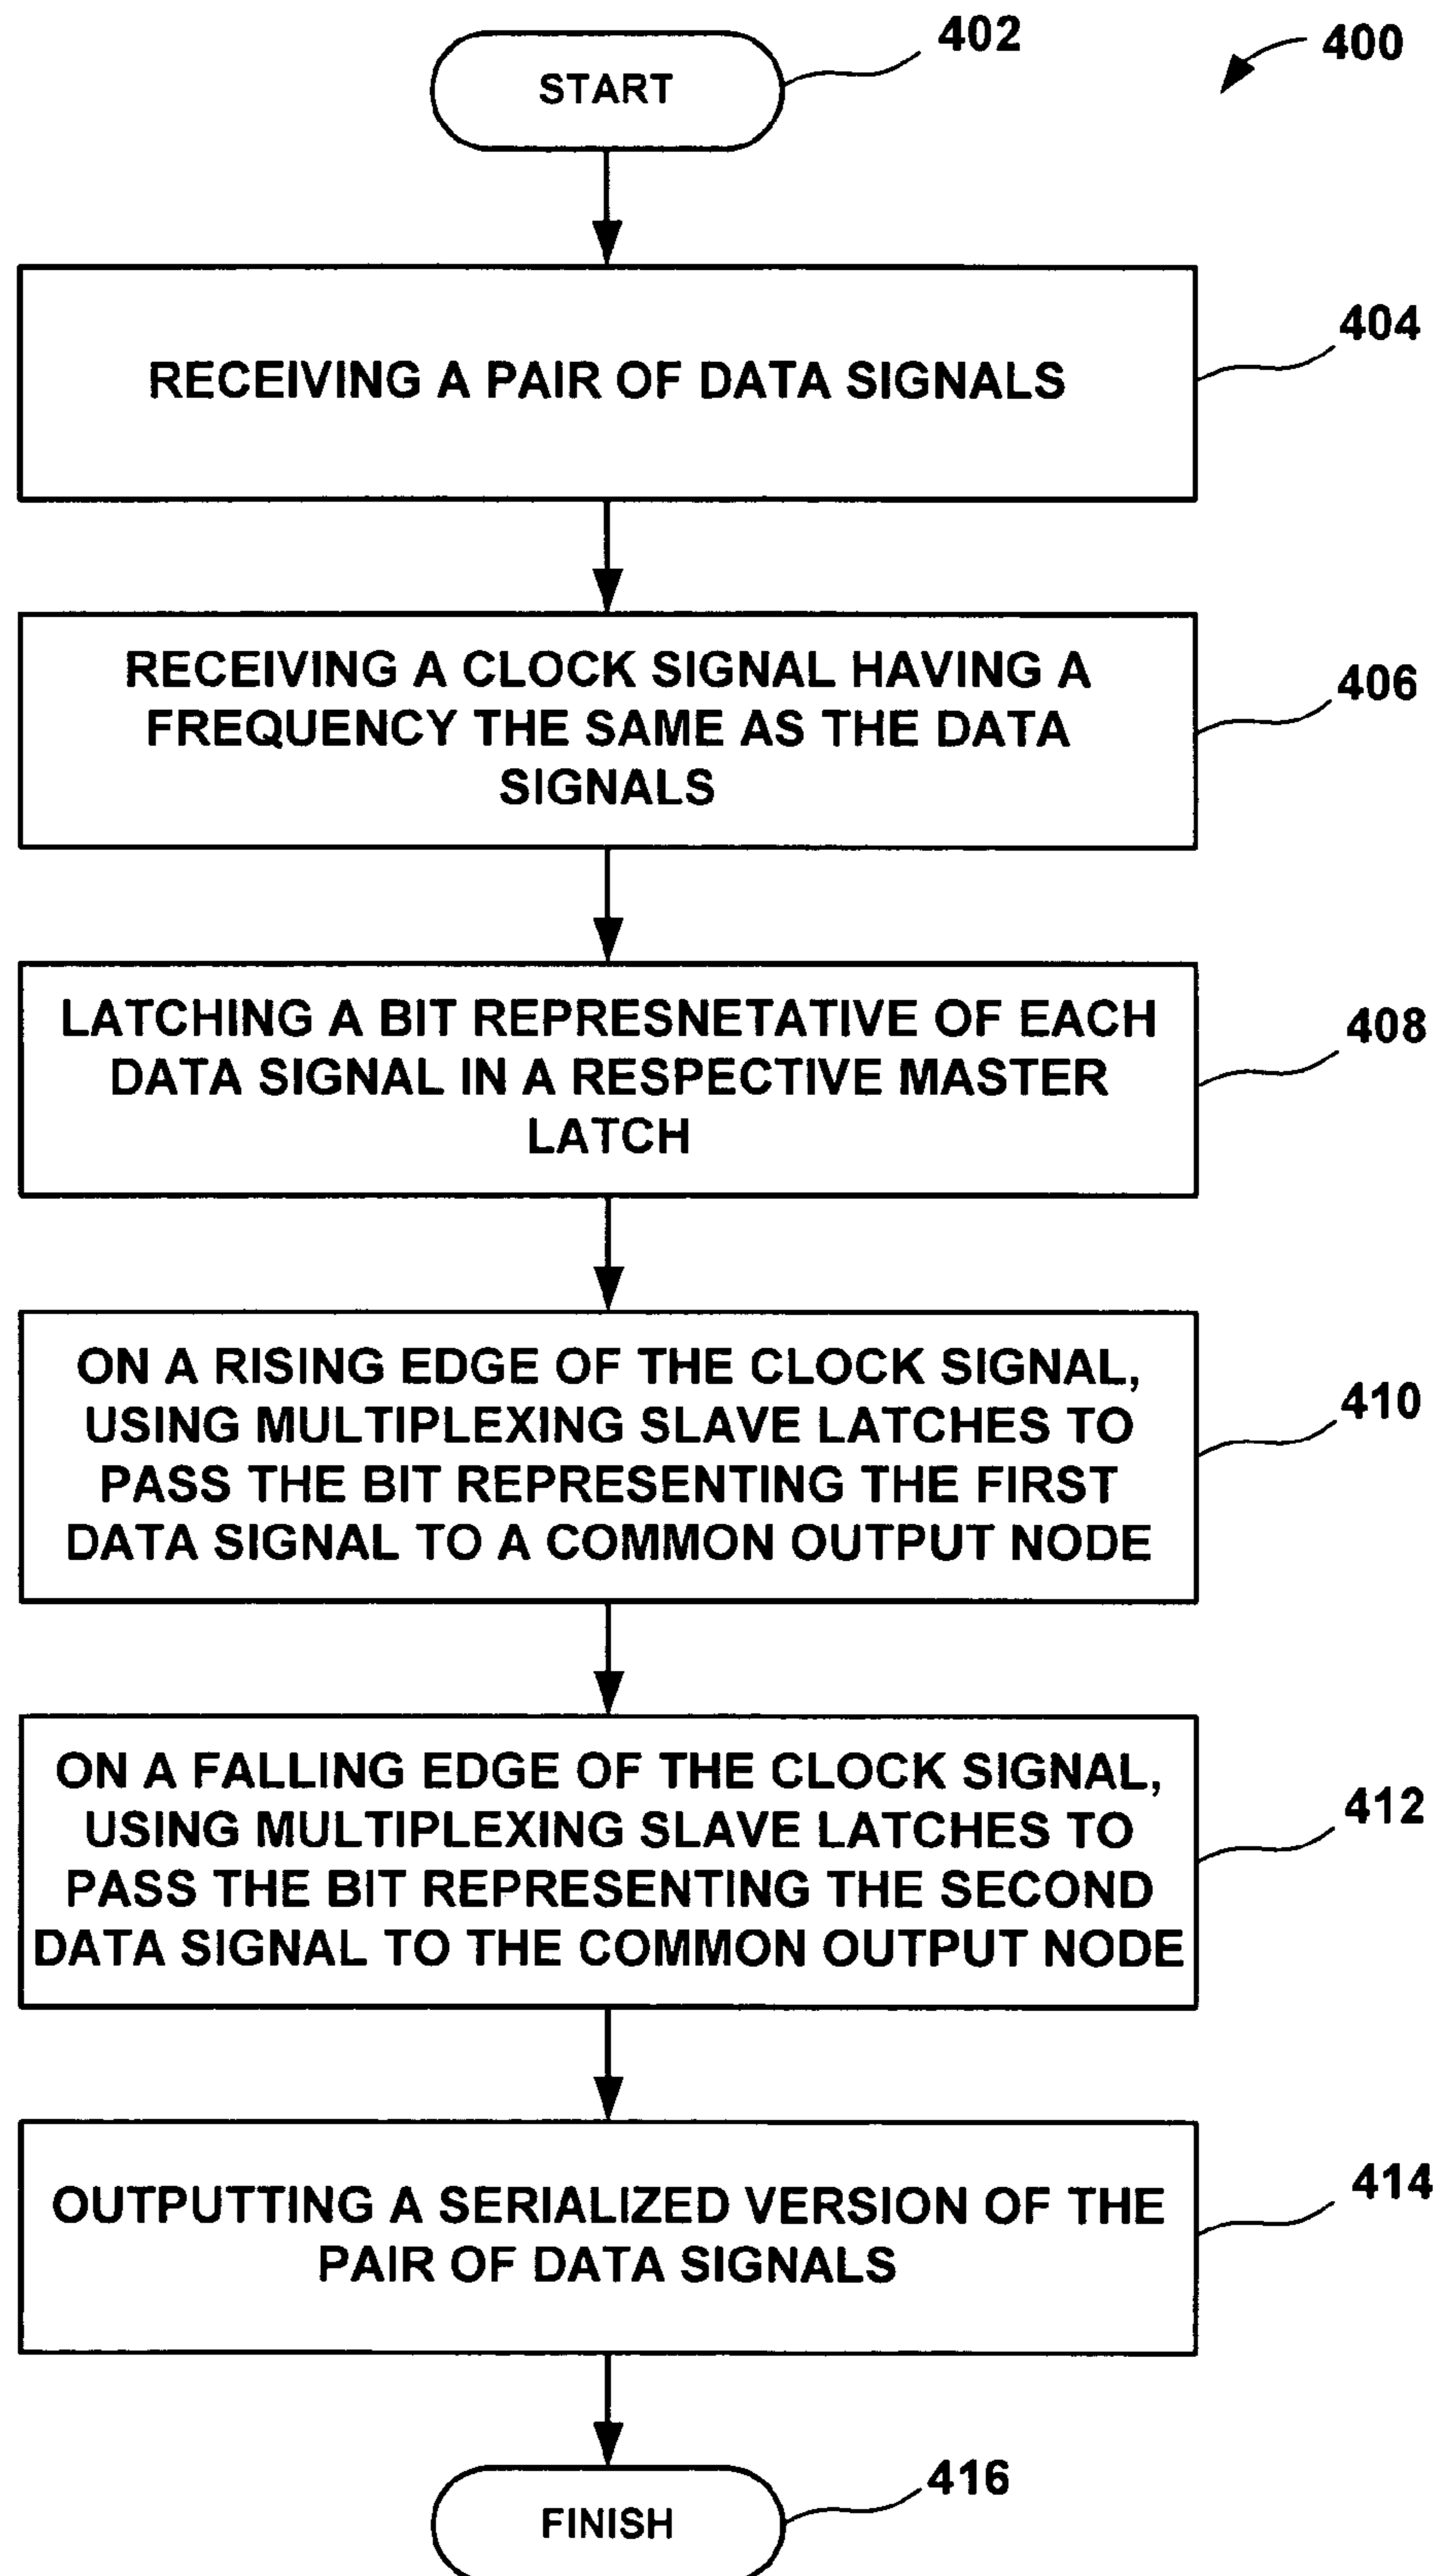 402
400
START
404
RECEIVING A PAIR OF DATA SIGNALS
RECEIVING A CLOCK SIGNAL HAVING A
FREQUENCY THE SAME AS THE DATA
SIGNALS
406
LATCHING A BIT REPRESNETATIVE OF EACH
DATA SIGNAL IN A RESPECTIVE MASTER
LATCH
408
ON A RISING EDGE OF THE CLOCK SIGNAL,
USING MULTIPLEXING SLAVE LATCHES TO
PASS THE BIT REPRESENTING THE FIRST
DATA SIGNAL TO A COMMON OUTPUT NODE
410
ON A FALLING EDGE OF THE CLOCK SIGNAL,
USING MULTIPLEXING SLAVE LATCHES TO
PASS THE BIT REPRESENTING THE SECOND
DATA SIGNAL TO THE COMMON OUTPUT NODE
412
OUTPUTTING A SERIALIZED VERSION OF THE
PAIR OF DATA SIGNALS
414
416
FINISH